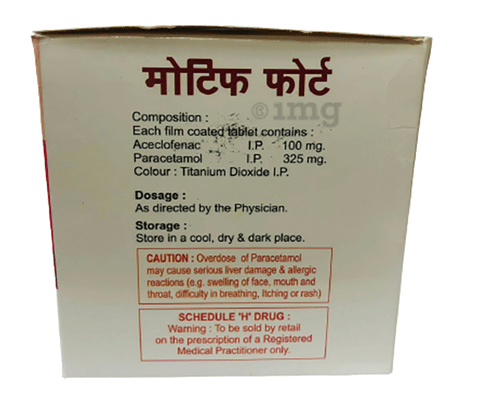 मोटिफ फोर्ट
©1mg
Composition :
Each film coated tablet contains :
Aceclofenac I.P. 100 mg.
Paracetamol I.P. 325 mg.
Colour : Titanium Dioxide I.P.
Dosage :
As directed by the Physician.
Storage :
Store in a cool, dry & dark place.
CAUTION : Overdose of Paracetamol
may cause serious liver damage & allergic
reactions (e.g. swelling of face, mouth and
throat, difficulty in breathing, Itching or rash)
SCHEDULE 'H' DRUG :
Warning : To be sold by retail
on the prescription of a Registered
Medical Practitioner only.